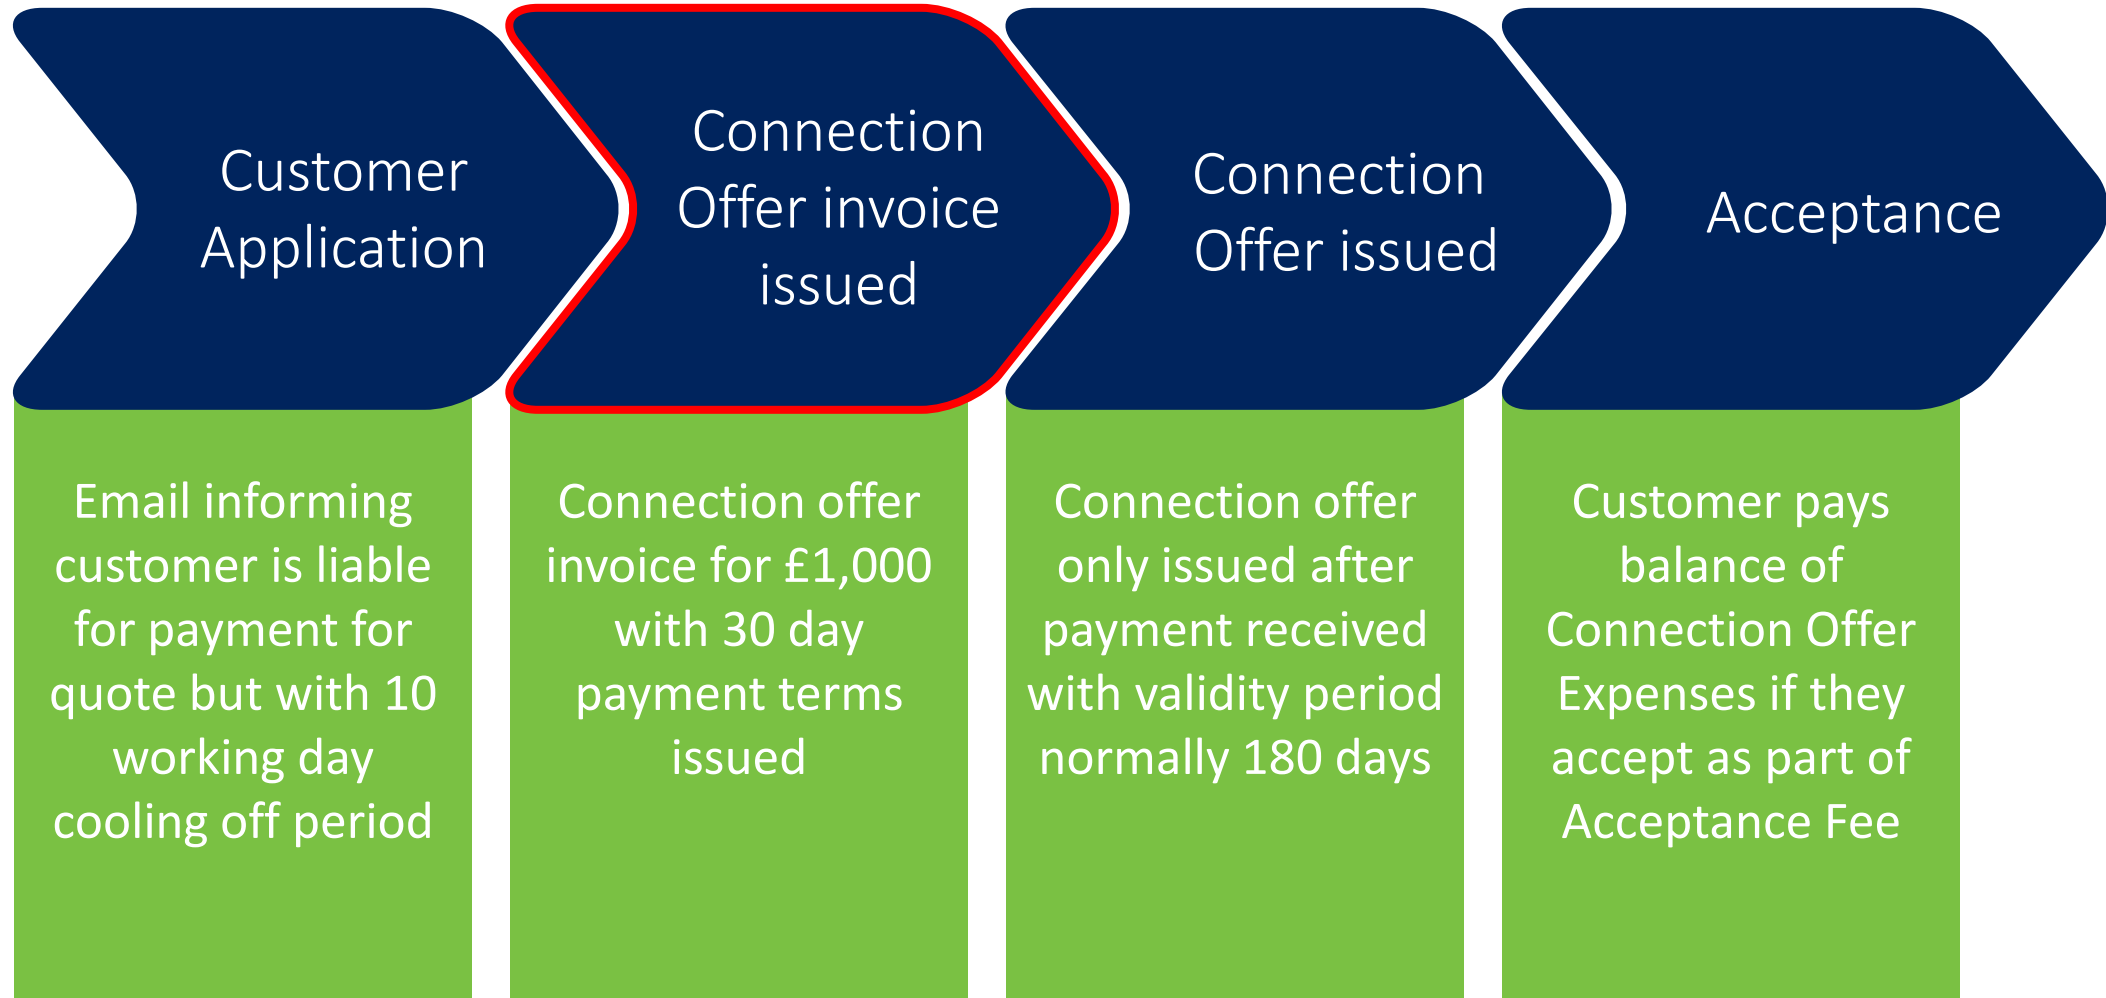 Customer
Application
Connection
Offer invoice
issued
Connection
Offer issued
Acceptance
Email informing
customer is liable
for payment for
quote but with 10
working day
cooling off period
Connection offer
invoice for £1,000
with 30 day
payment terms
issued
Connection offer
only issued after
payment received
with validity period
normally 180 days
Customer pays
balance of
Connection Offer
Expenses if they
accept as part of
Acceptance Fee